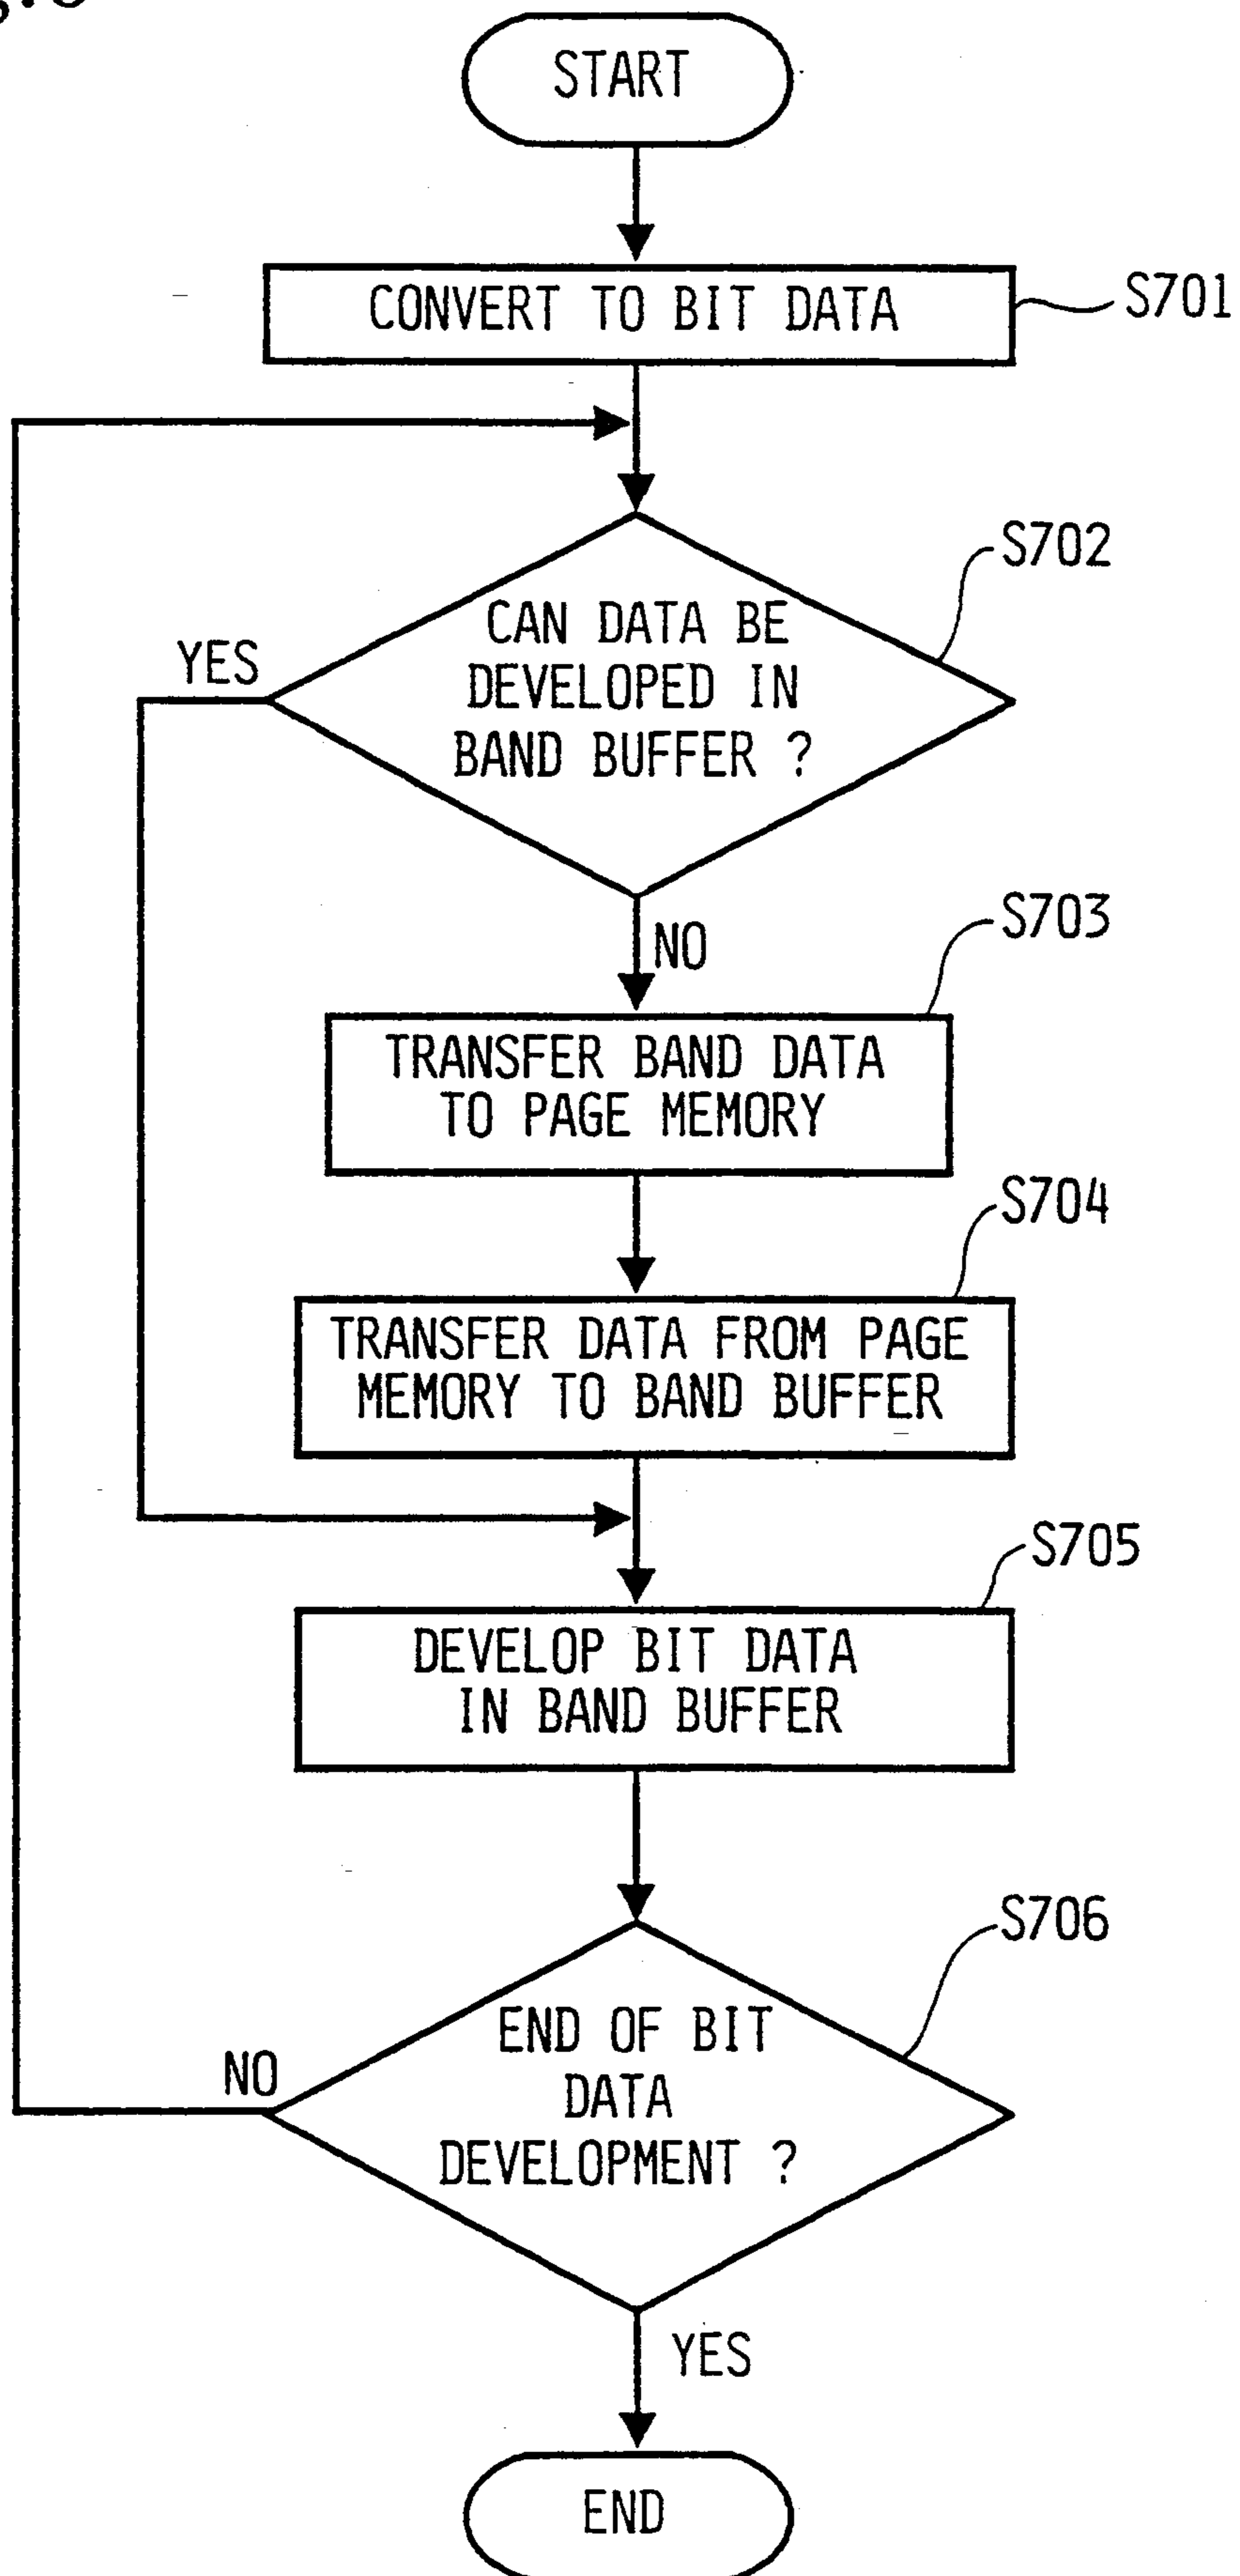 START
CONVERT TO BIT DATA
S701
S702
CAN DATA BE
DEVELOPED IN
BAND BUFFER ?
YES
NO
S703
TRANSFER BAND DATA
TO PAGE MEMORY
S704
TRANSFER DATA FROM PAGE
MEMORY TO BAND BUFFER
S705
DEVELOP BIT DATA
IN BAND BUFFER
S706
END OF BIT
DATA
DEVELOPMENT ?
NO
YES
END